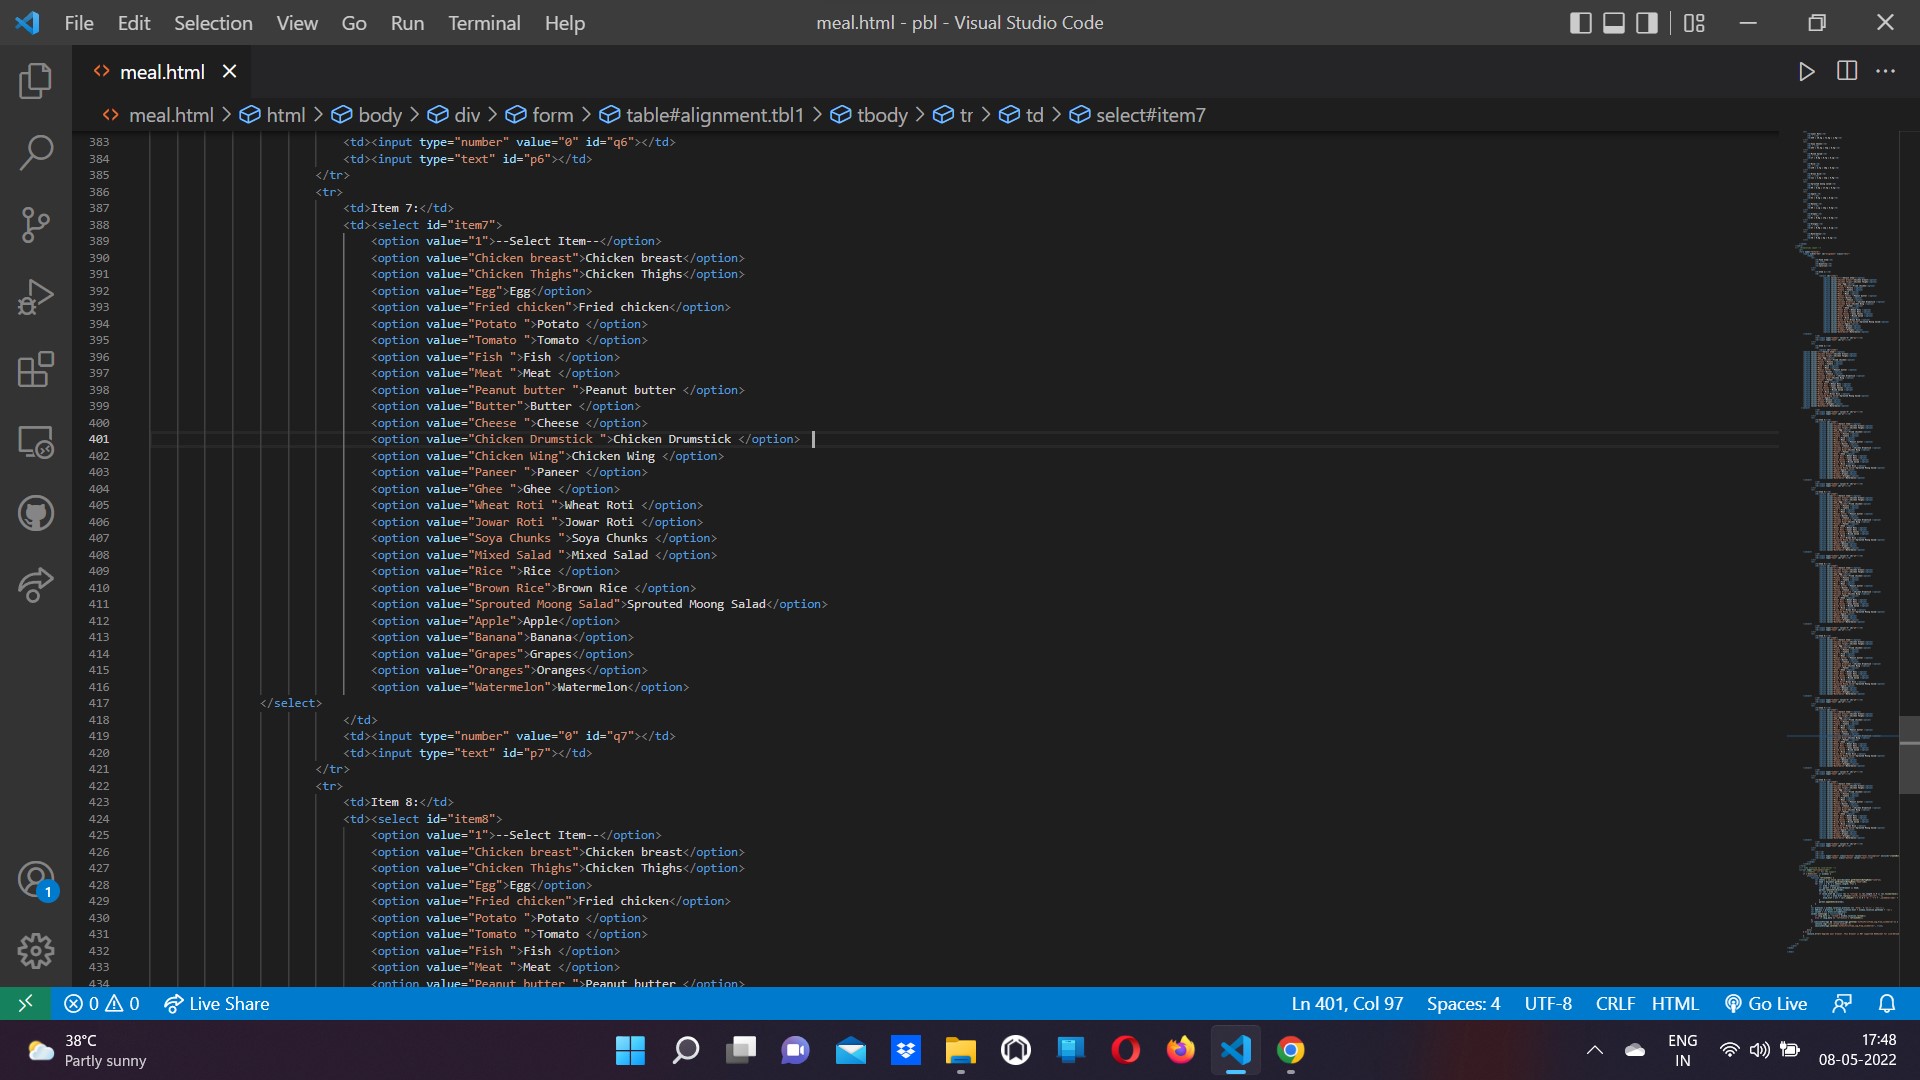 File Edit Selection View Go Run Terminal Help
meal.html - pbl - Visual Studio Code
meal.html
meal.html > html > body > div > form > table#alignment.tbl1 > tbody > tr > td > select#item7
383 <td><input type="number" value="0" id="q6"></td>
384 <td><input type="text" id="p6"></td>
385 </tr>
386 <tr>
387 <td>Item 7:</td>
388 <td><select id="item7">
389 <option value="1">--Select Item--</option>
390 <option value="Chicken breast">Chicken breast</option>
391 <option value="Chicken Thighs">Chicken Thighs</option>
392 <option value="Egg">Egg</option>
393 <option value="Fried chicken">Fried chicken</option>
394 <option value="Potato ">Potato </option>
395 <option value="Tomato ">Tomato </option>
396 <option value="Fish ">Fish </option>
397 <option value="Meat ">Meat </option>
398 <option value="Peanut butter ">Peanut butter </option>
399 <option value="Butter">Butter </option>
400 <option value="Cheese ">Cheese </option>
401 <option value="Chicken Drumstick ">Chicken Drumstick </option>
402 <option value="Chicken Wing">Chicken Wing </option>
403 <option value="Paneer ">Paneer </option>
404 <option value="Ghee ">Ghee </option>
405 <option value="Wheat Roti ">Wheat Roti </option>
406 <option value="Jowar Roti ">Jowar Roti </option>
407 <option value="Soya Chunks ">Soya Chunks </option>
408 <option value="Mixed Salad ">Mixed Salad </option>
409 <option value="Rice ">Rice </option>
410 <option value="Brown Rice">Brown Rice </option>
411 <option value="Sprouted Moong Salad">Sprouted Moong Salad</option>
412 <option value="Apple">Apple</option>
413 <option value="Banana">Banana</option>
414 <option value="Grapes">Grapes</option>
415 <option value="Oranges">Oranges</option>
416 <option value="Watermelon">Watermelon</option>
417 </select>
418 </td>
419 <td><input type="number" value="0" id="q7"></td>
420 <td><input type="text" id="p7"></td>
421 </tr>
422 <tr>
423 <td>Item 8:</td>
424 <td><select id="item8">
425 <option value="1">--Select Item--</option>
426 <option value="Chicken breast">Chicken breast</option>
427 <option value="Chicken Thighs">Chicken Thighs</option>
428 <option value="Egg">Egg</option>
429 <option value="Fried chicken">Fried chicken</option>
430 <option value="Potato ">Potato </option>
431 <option value="Tomato ">Tomato </option>
432 <option value="Fish ">Fish </option>
433 <option value="Meat ">Meat </option>
434 <option value="Peanut butter ">Peanut butter </option>
1
0 0 Live Share Ln 401, Col 97 Spaces: 4 UTF-8 CRLF HTML Go Live
38°C
Partly sunny
ENG
IN
17:48
08-05-2022